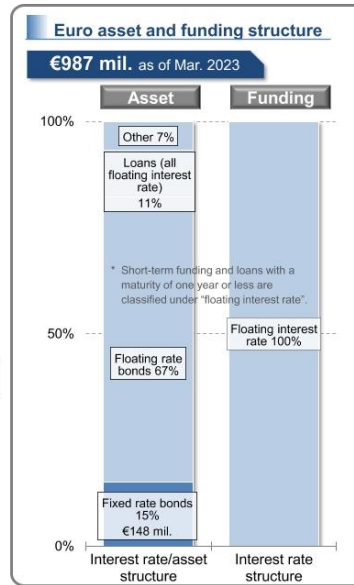 Euro asset and funding structure
€987 mil. as of Mar. 2023
Asset
Funding
100%
Other 7%
Loans (all
floating interest
rate)
11%
* Short-term funding and loans with a
maturity of one year or less are
classified under “floating interest rate”.
50%
Floating interest
rate 100%
Floating rate
bonds 67%
Fixed rate bonds
15%
€148 mil.
0%
Interest rate/asset
structure
Interest rate
structure